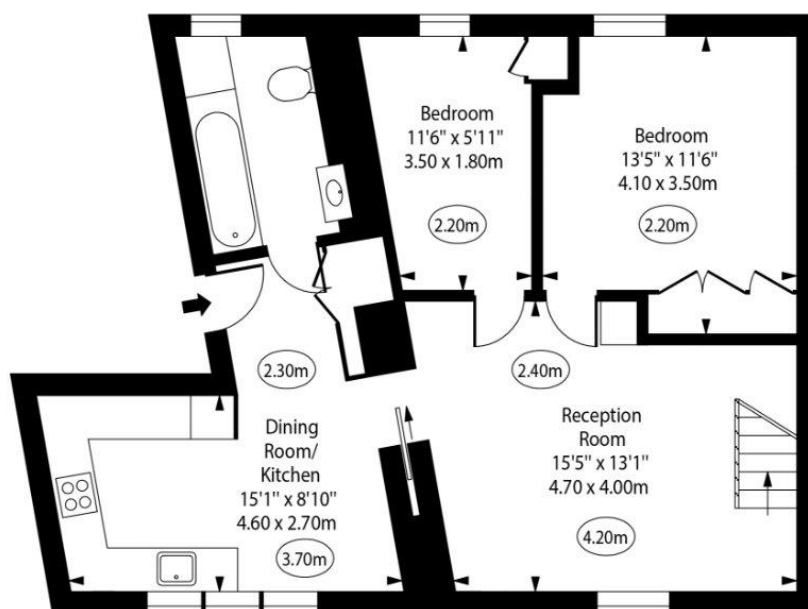 Bedroom
11'6" x 5'11"
3.50 x 1.80m
2.20m
Bedroom
13'5" x 11'6"
4.10 x 3.50m
2.20m
2.30m
Dining
Room/
Kitchen
15'1" x 8'10"
4.60 x 2.70m
3.70m
2.40m
Reception
Room
15'5" x 13'1"
4.70 x 4.00m
4.20m